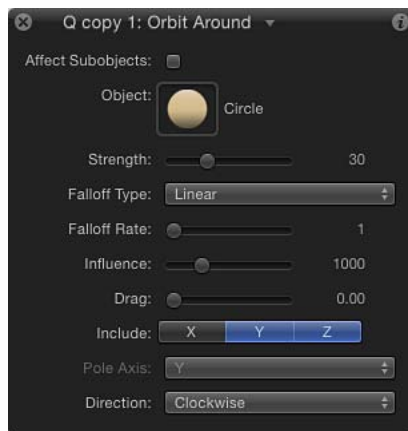 Q copy 1: Orbit Around
Affect Subobjects:
Object: Circle
Strength: 30
Falloff Type: Linear
Falloff Rate: 1
Influence: 1000
Drag: 0.00
Include: X Y Z
Pole Axis: Y
Direction: Clockwise